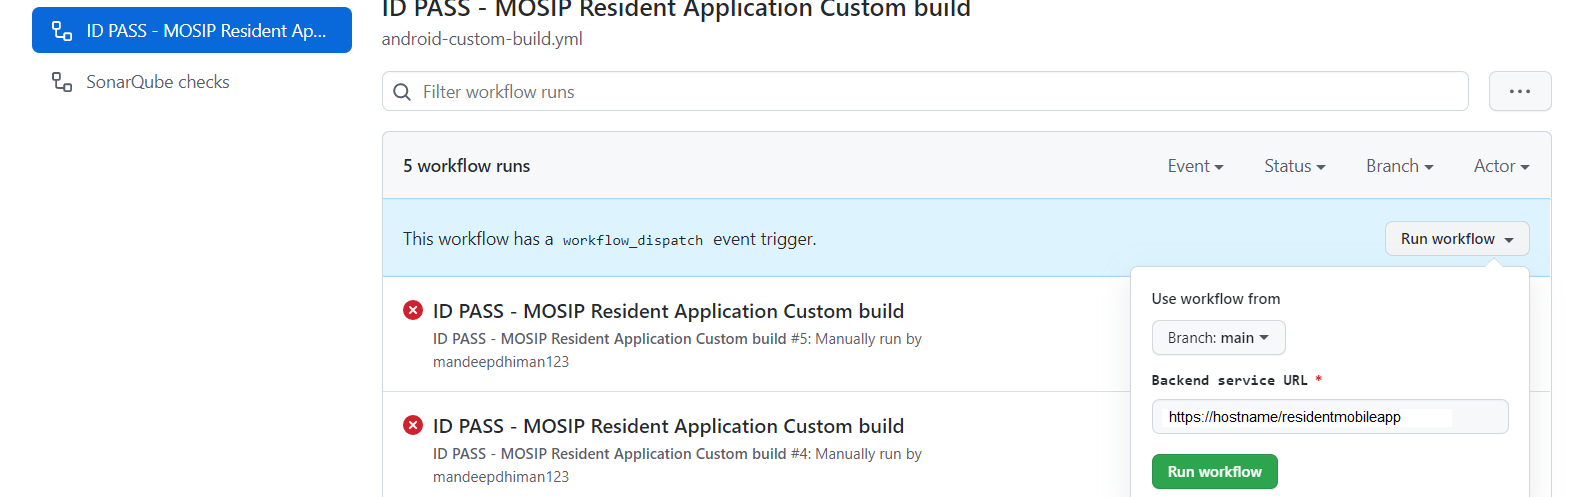 ID PASS - MOSIP Resident Application Custom build
ID PASS - MOSIP Resident Ap...
android-custom-build.yml
SonarQube checks
Filter workflow runs
5 workflow runs
Event
Status
Branch
Actor
This workflow has a workflow_dispatch event trigger.
Run workflow
ID PASS - MOSIP Resident Application Custom build
ID PASS - MOSIP Resident Application Custom build #5: Manually run by
mandeepdhiman123
ID PASS - MOSIP Resident Application Custom build
ID PASS - MOSIP Resident Application Custom build #4: Manually run by
mandeepdhiman123
Use workflow from
Branch: main
Backend service URL *
https://hostname/residentmobileapp
Run workflow